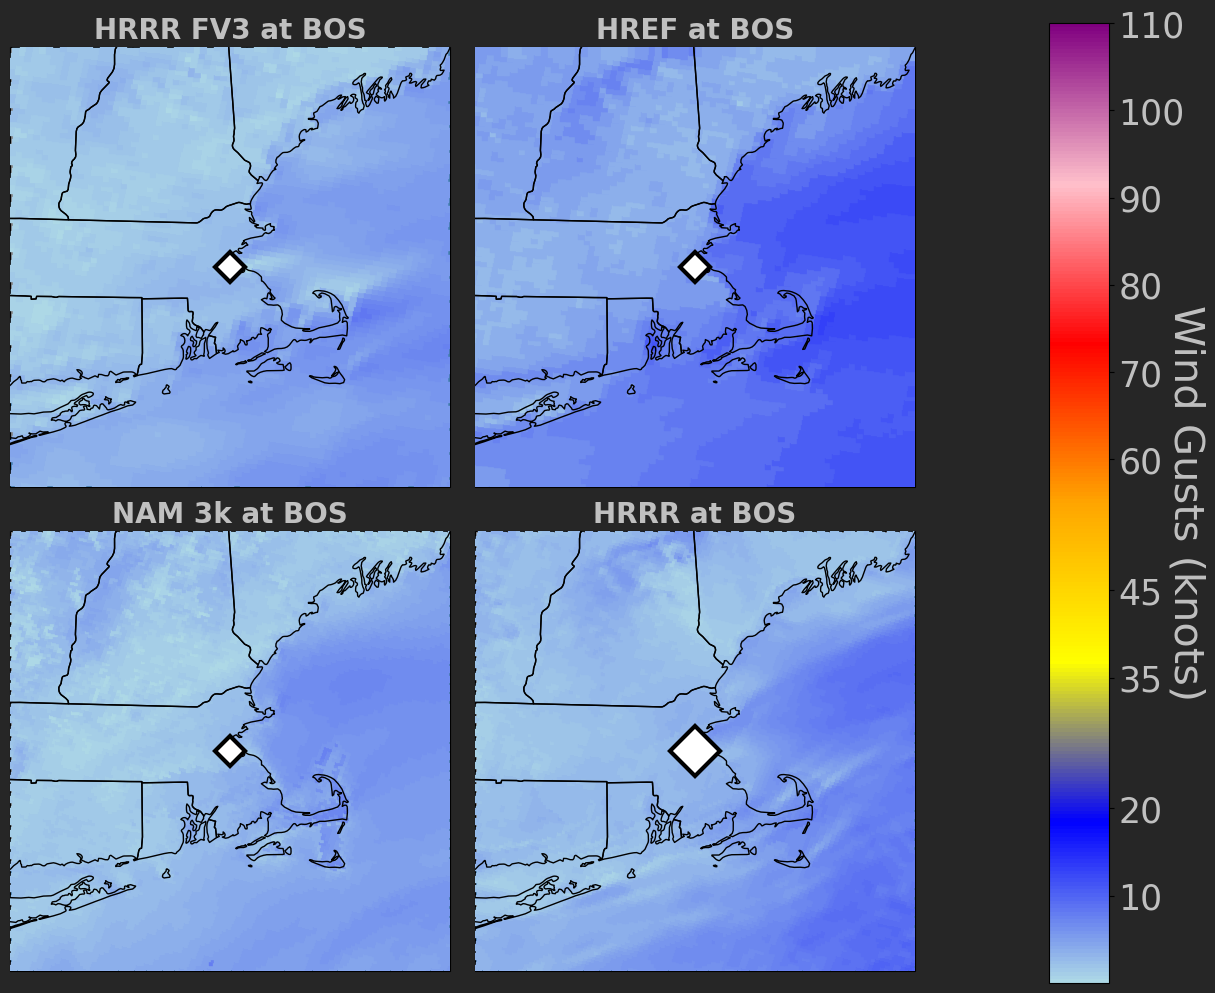 HRRR FV3 at BOS
HREF at BOS
NAM 3k at BOS
HRRR at BOS
110
100
90
80
70
60
45
35
20
10
Wind Gusts (knots)